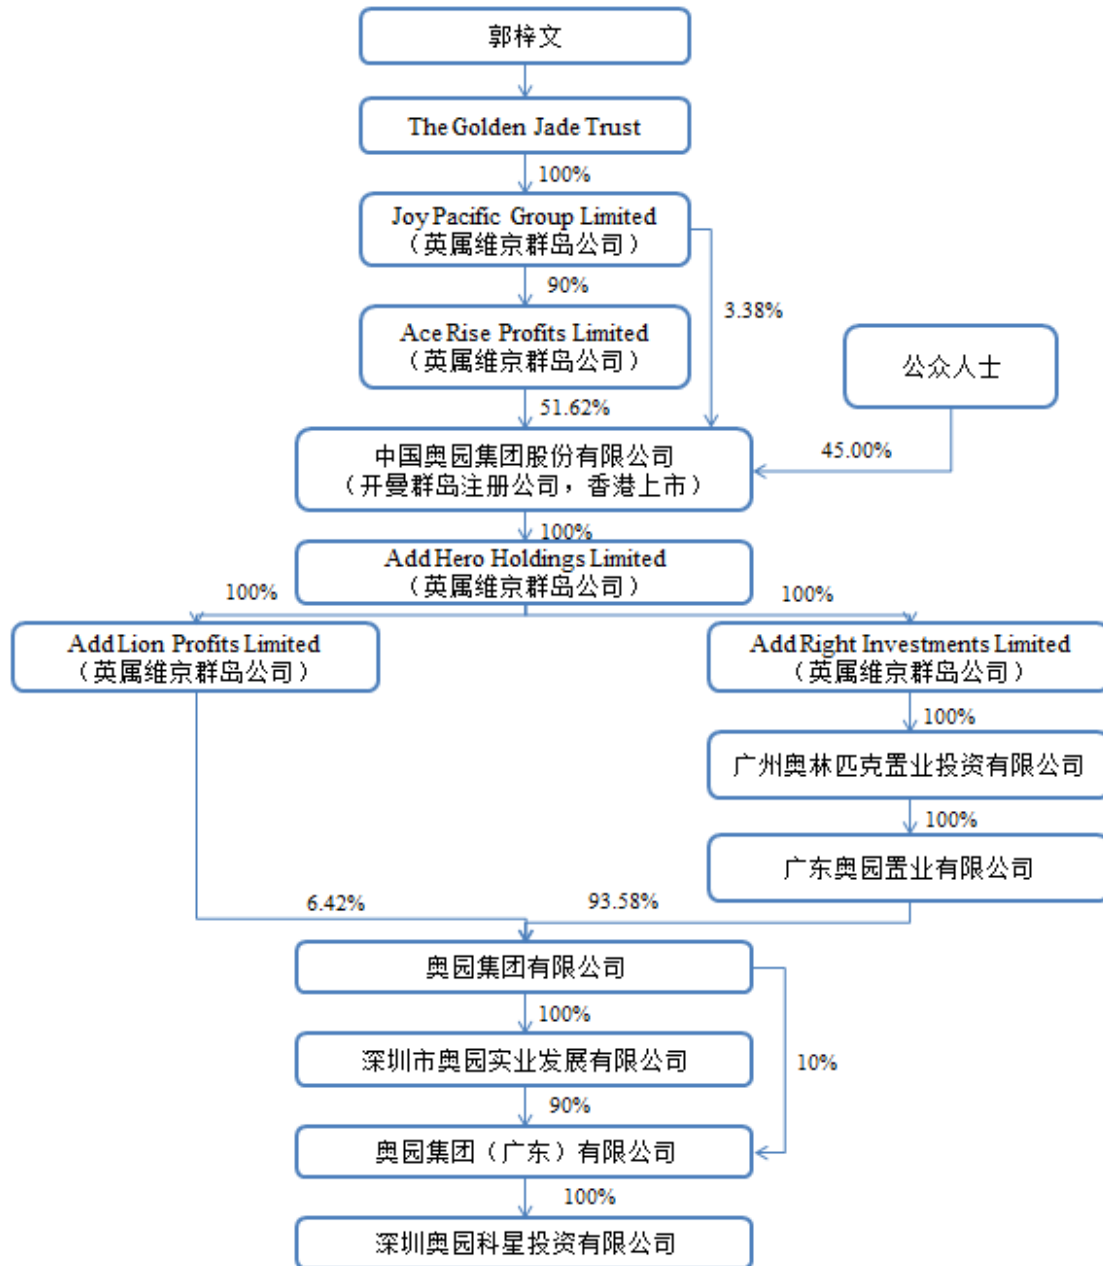 郭梓文
The Golden Jade Trust
100%
Joy Pacific Group Limited
（英属维京群岛公司）
90%
3.38%
Ace Rise Profits Limited
（英属维京群岛公司）
公众人士
51.62%
45.00%
中国奥园集团股份有限公司
（开曼群岛注册公司，香港上市）
100%
Add Hero Holdings Limited
（英属维京群岛公司）
100%
100%
Add Lion Profits Limited
（英属维京群岛公司）
Add Right Investments Limited
（英属维京群岛公司）
100%
广州奥林匹克置业投资有限公司
100%
广东奥园置业有限公司
6.42%
93.58%
奥园集团有限公司
100%
深圳市奥园实业发展有限公司
10%
90%
奥园集团（广东）有限公司
100%
深圳奥园科星投资有限公司